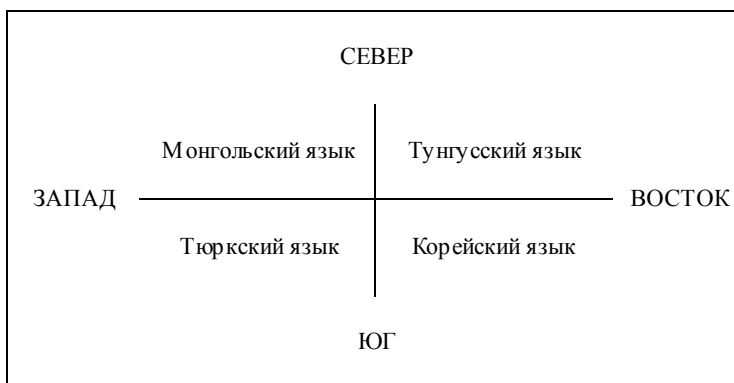 СЕВЕР
Монгольский язык Тунгусский язык
ЗАПАД ВОСТОК
Тюркский язык Корейский язык
ЮГ